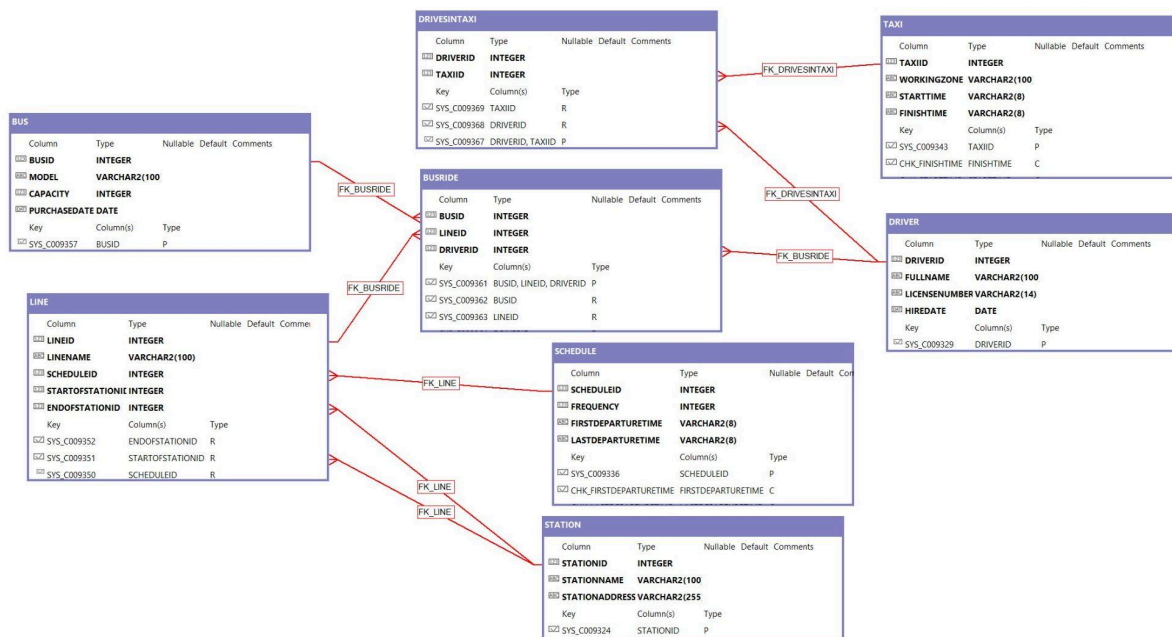 DRIVESINTAXI
Column Type Nullable Default Comments
DRIVERID INTEGER
TAXIID INTEGER
Key Column(s) Type
SYS_C009369 TAXIID R
SYS_C009368 DRIVERID R
SYS_C009367 DRIVERID, TAXIID P
TAXI
Column Type Nullable Default Comments
TAXIID INTEGER
WORKINGZONE VARCHAR2(100
STARTTIME VARCHAR2(8)
FINISHTIME VARCHAR2(8)
Key Column(s) Type
SYS_C009343 TAXIID P
CHK_FINISHTIME FINISHTIME C
FK_DRIVESINTAXI
FK_DRIVESINTAXI
BUS
Column Type Nullable Default Comments
BUSID INTEGER
MODEL VARCHAR2(100
CAPACITY INTEGER
PURCHASEDATE DATE
Key Column(s) Type
SYS_C009357 BUSID P
FK_BUSRIDE
BUSRIDE
Column Type Nullable Default Comments
BUSID INTEGER
LINEID INTEGER
DRIVERID INTEGER
Key Column(s) Type
SYS_C009361 BUSID, LINEID, DRIVERID P
SYS_C009362 BUSID R
SYS_C009363 LINEID R
FK_BUSRIDE
FK_BUSRIDE
DRIVER
Column Type Nullable Default Comments
DRIVERID INTEGER
FULLNAME VARCHAR2(100
LICENSENUMBER VARCHAR2(14)
HIREDATE DATE
Key Column(s) Type
SYS_C009329 DRIVERID P
LINE
Column Type Nullable Default Commen
LINEID INTEGER
LINENAME VARCHAR2(100)
SCHEDULEID INTEGER
STARTOFSTATIONID INTEGER
ENDOFSTATIONID INTEGER
Key Column(s) Type
SYS_C009352 ENDOFSTATIONID R
SYS_C009351 STARTOFSTATIONID R
SYS_C009350 SCHEDULEID R
FK_LINE
FK_LINE
FK_LINE
SCHEDULE
Column Type Nullable Default Com
SCHEDULEID INTEGER
FREQUENCY INTEGER
FIRSTDEPARTURETIME VARCHAR2(8)
LASTDEPARTURETIME VARCHAR2(8)
Key Column(s) Type
SYS_C009336 SCHEDULEID P
CHK_FIRSTDEPARTURETIME FIRSTDEPARTURETIME C
STATION
Column Type Nullable Default Comments
STATIONID INTEGER
STATIONNAME VARCHAR2(100
STATIONADDRESS VARCHAR2(255
Key Column(s) Type
SYS_C009324 STATIONID P